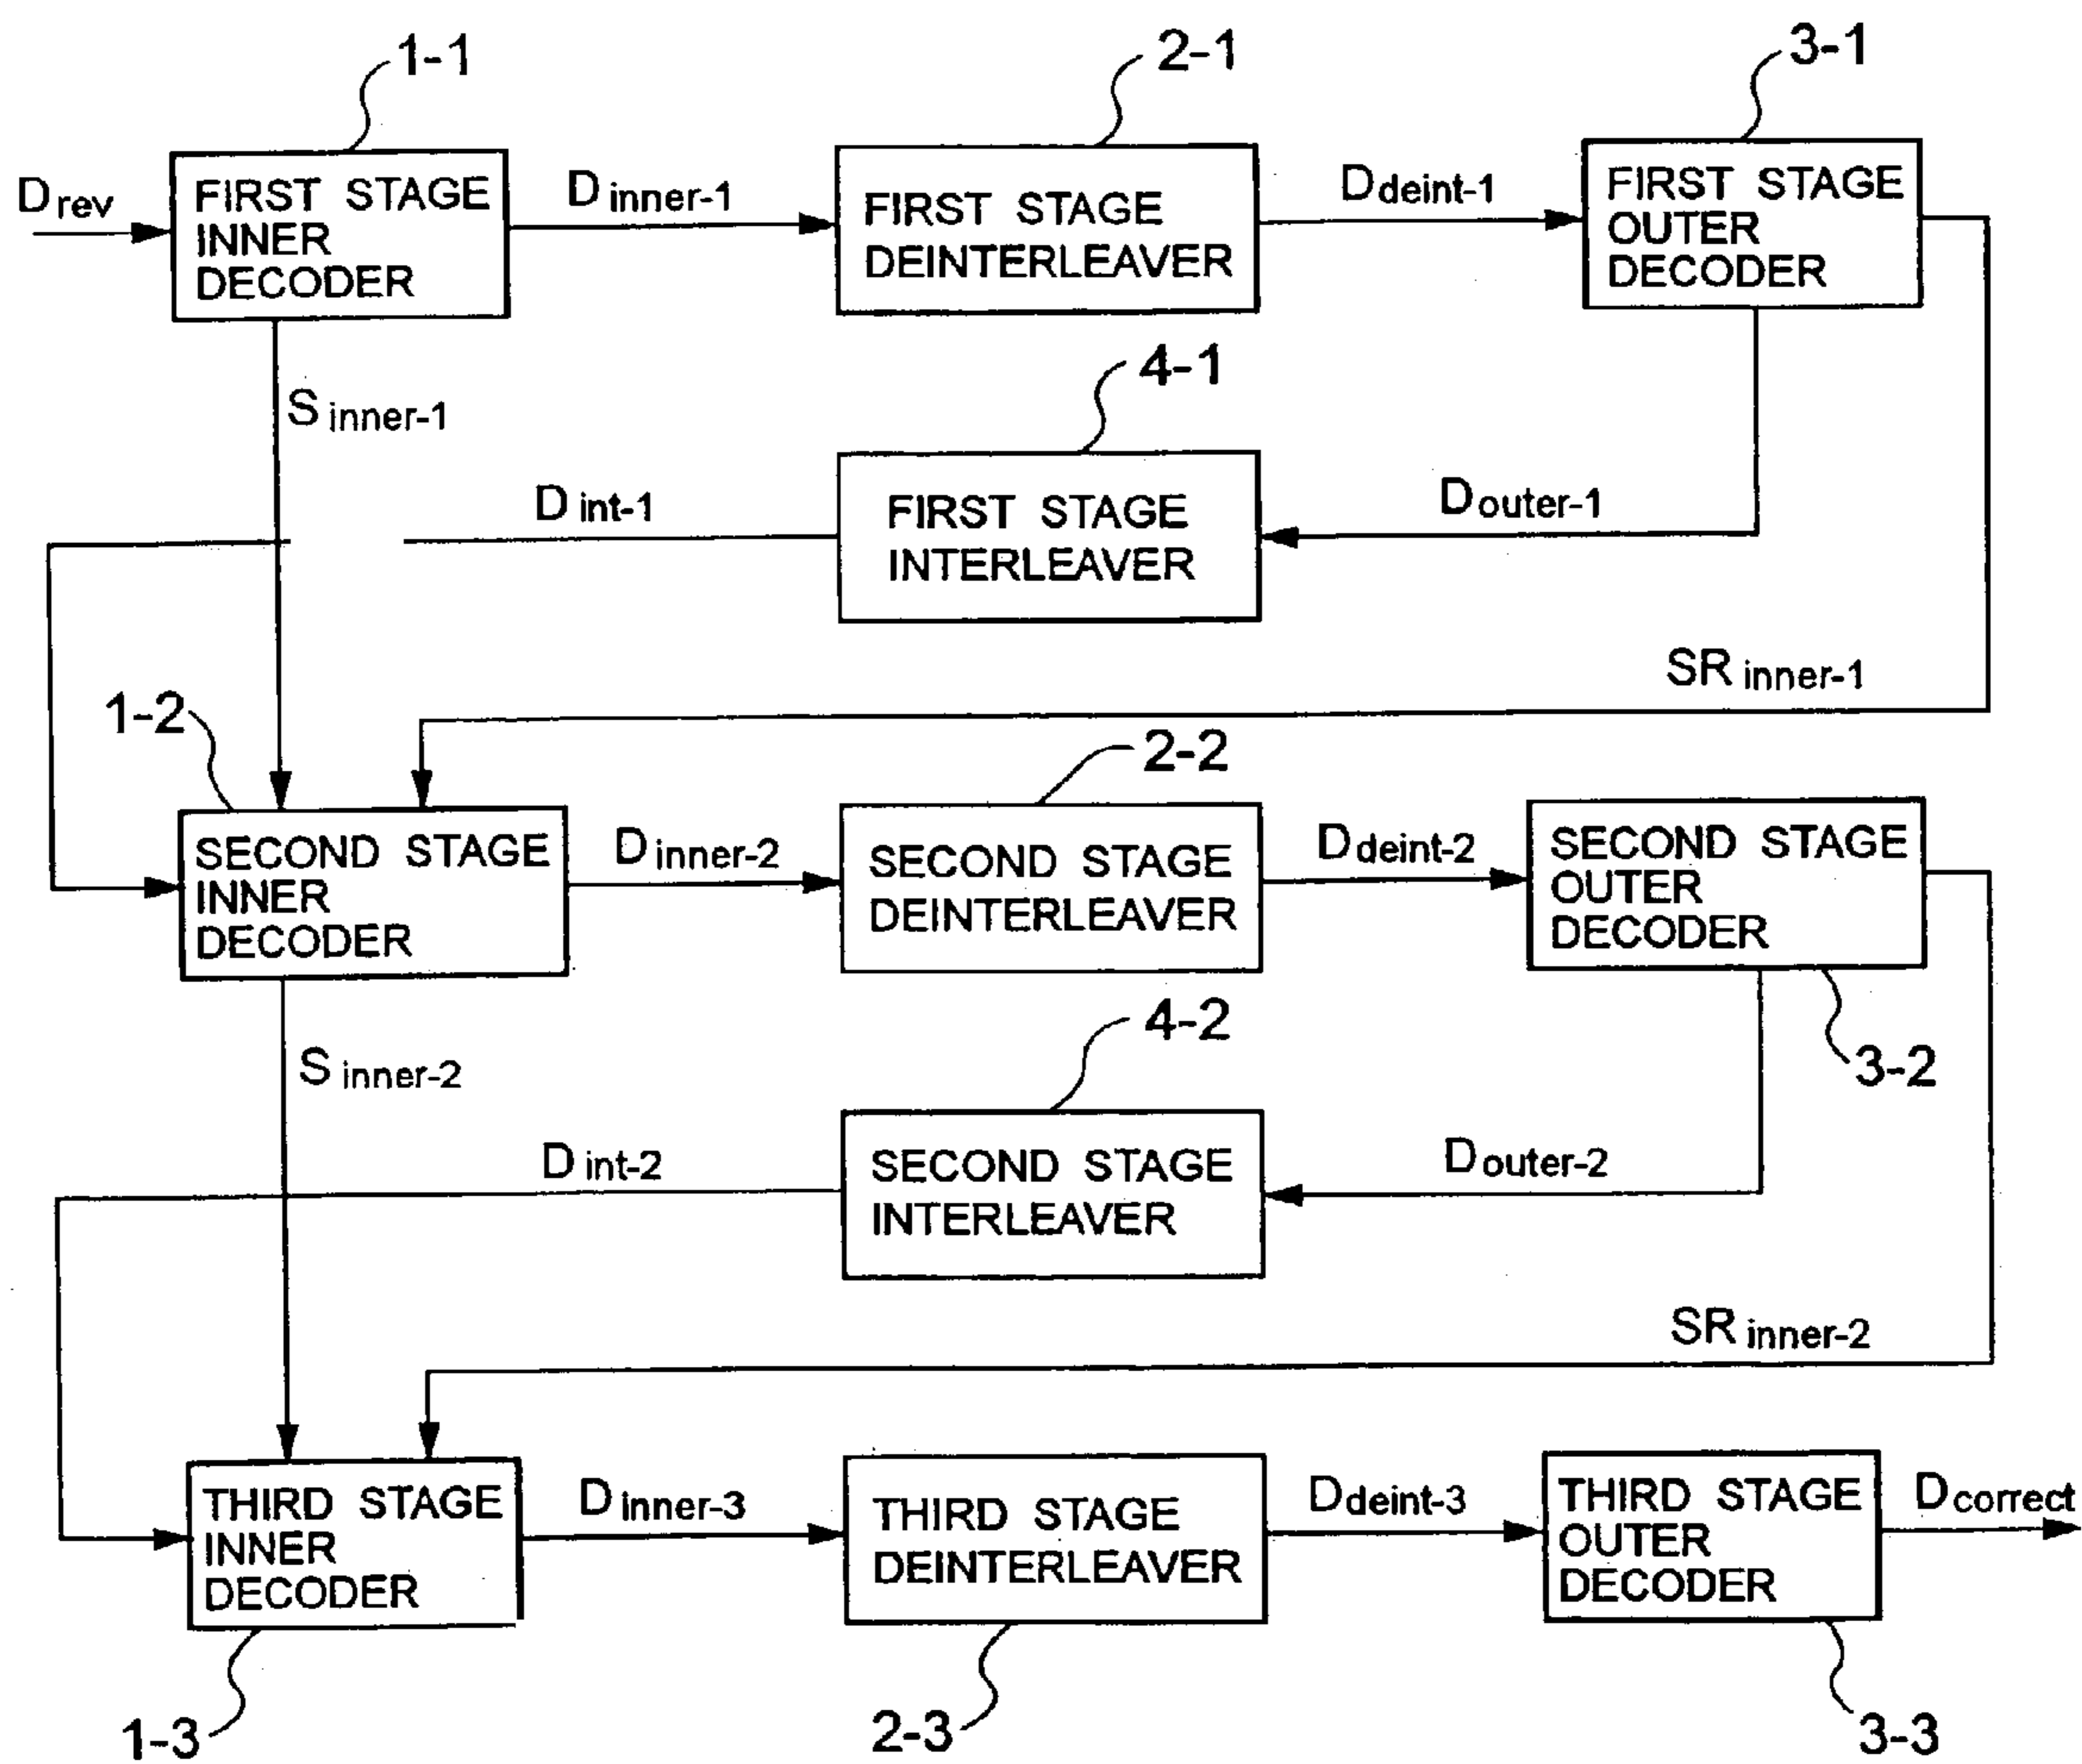 1-1
2-1
3-1
Drev
FIRST STAGE
INNER
DECODER
Dinner-1
FIRST STAGE
DEINTERLEAVER
Ddeint-1
FIRST STAGE
OUTER
DECODER
4-1
Sinner-1
Dint-1
FIRST STAGE
INTERLEAVER
Douter-1
SR inner-1
1-2
2-2
SECOND STAGE
INNER
DECODER
Dinner-2
SECOND STAGE
DEINTERLEAVER
Ddeint-2
SECOND STAGE
OUTER
DECODER
4-2
3-2
Sinner-2
Dint-2
SECOND STAGE
INTERLEAVER
Douter-2
SR inner-2
THIRD STAGE
INNER
DECODER
Dinner-3
THIRD STAGE
DEINTERLEAVER
Ddeint-3
THIRD STAGE
OUTER
DECODER
Dcorrect
1-3
2-3
3-3